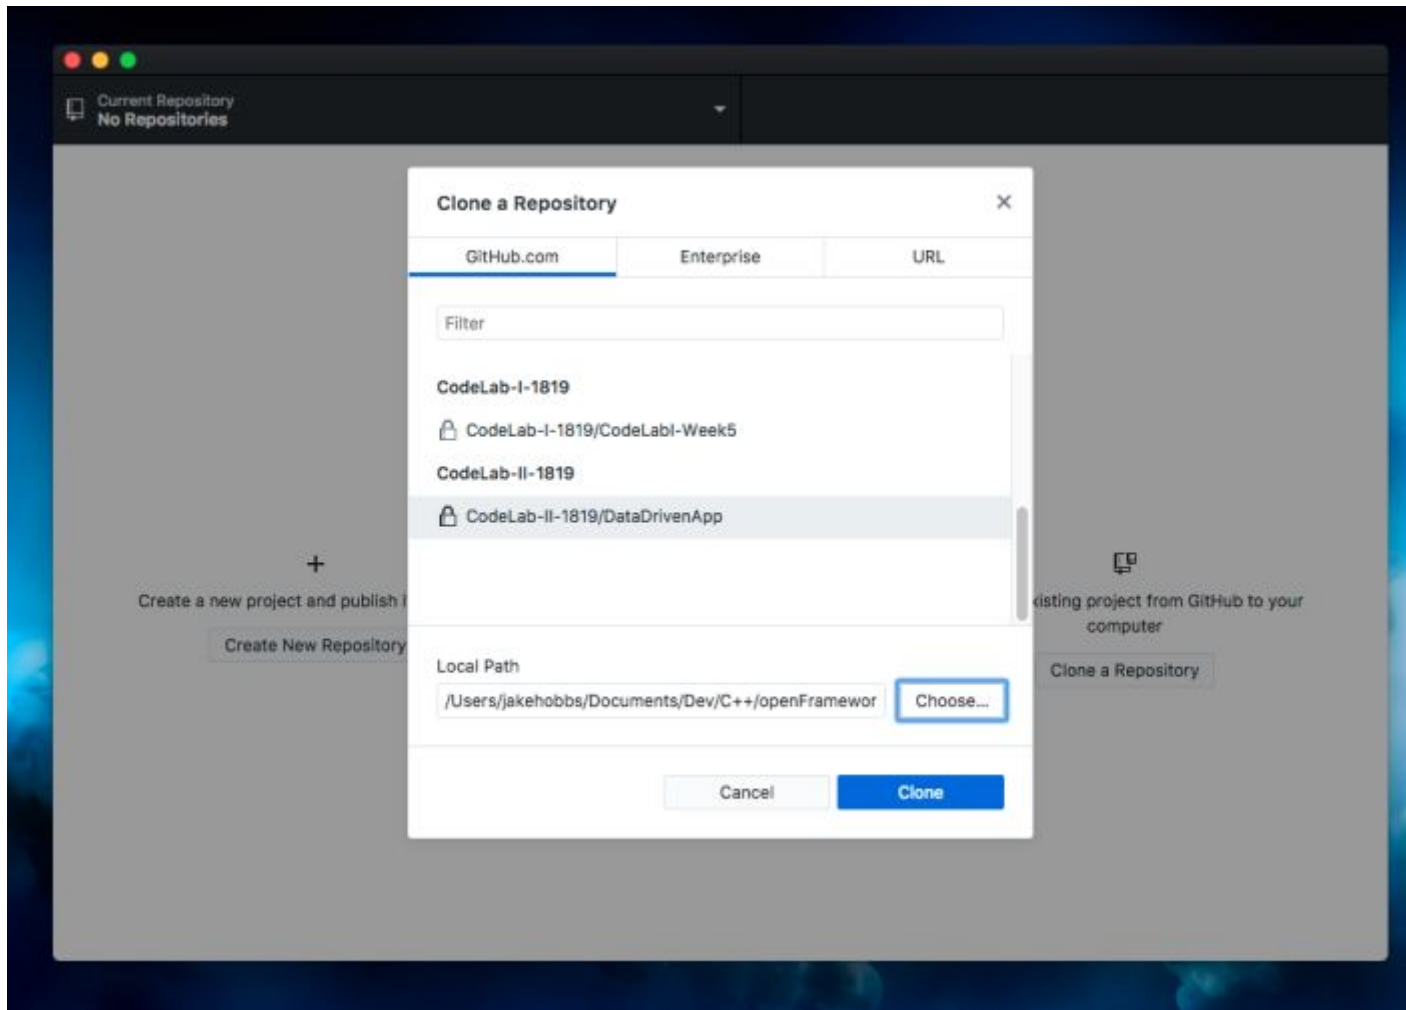 Current Repository
No Repositories
Clone a Repository
GitHub.com
Enterprise
URL
Filter
CodeLab-I-1819
CodeLab-I-1819/CodeLabI-Week5
CodeLab-II-1819
CodeLab-II-1819/DataDrivenApp
Local Path
/Users/jakehobbs/Documents/Dev/C++/openFramewor
Choose...
Cancel
Clone
Create a new project and publish i
Create New Repository
xisting project from GitHub to your
computer
Clone a Repository